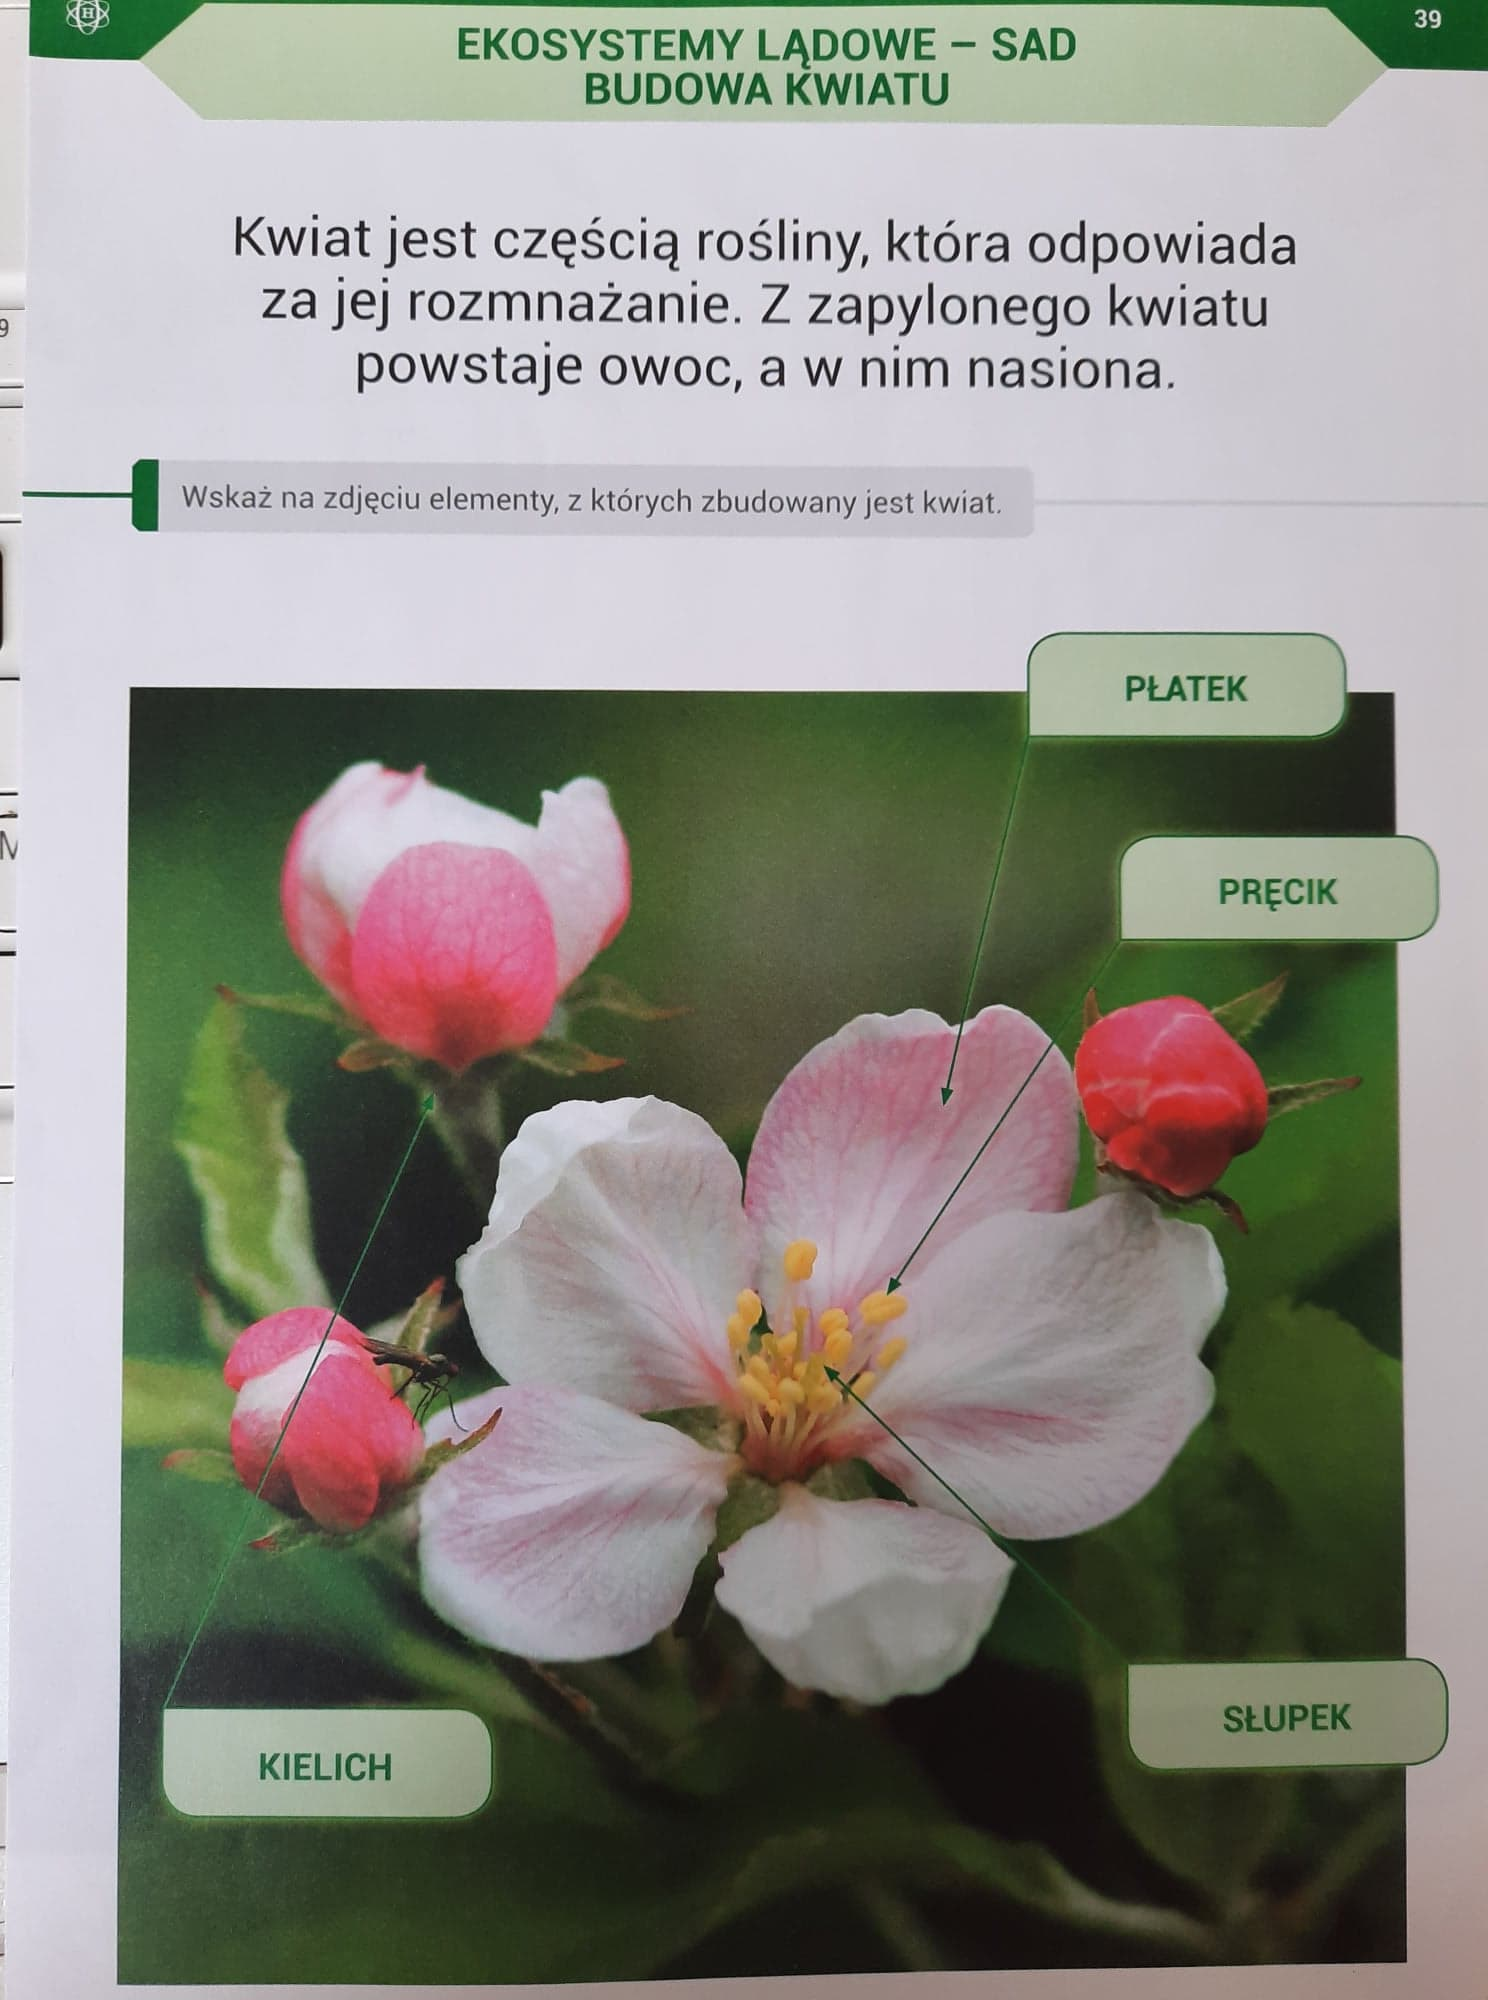 H
39
EKOSYSTEMY LĄDOWE – SAD
BUDOWA KWIATU
Kwiat jest częścią rośliny, która odpowiada
za jej rozmnażanie. Z zapylonego kwiatu
powstaje owoc, a w nim nasiona.
9
Wskaż na zdjęciu elementy, z których zbudowany jest kwiat.
PŁATEK
PRĘCIK
SŁUPEK
KIELICH